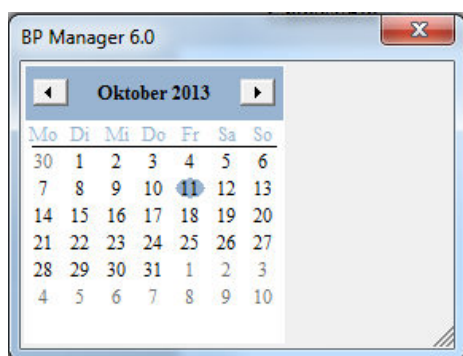 BP Manager 6.0
Oktober 2013
Mo Di Mi Do Fr Sa So
30 1 2 3 4 5 6
7 8 9 10 11 12 13
14 15 16 17 18 19 20
21 22 23 24 25 26 27
28 29 30 31 1 2 3
4 5 6 7 8 9 10